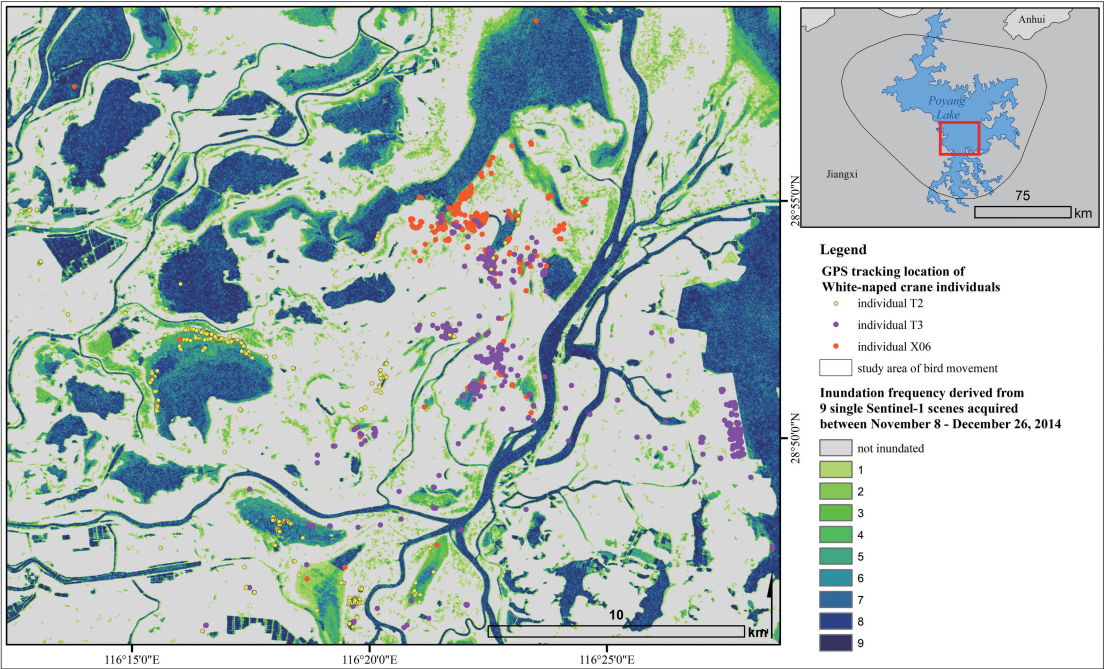 Anhui
Poyang
Lake
Jiangxi
75
km
28°55'0"N
28°50'0"N
Legend
GPS tracking location of
White-naped crane individuals
individual T2
individual T3
individual X06
study area of bird movement
Inundation frequency derived from
9 single Sentinel-1 scenes acquired
between November 8 - December 26, 2014
not inundated
1
2
3
4
5
6
7
8
9
10
km
116°15'0"E
116°20'0"E
116°25'0"E